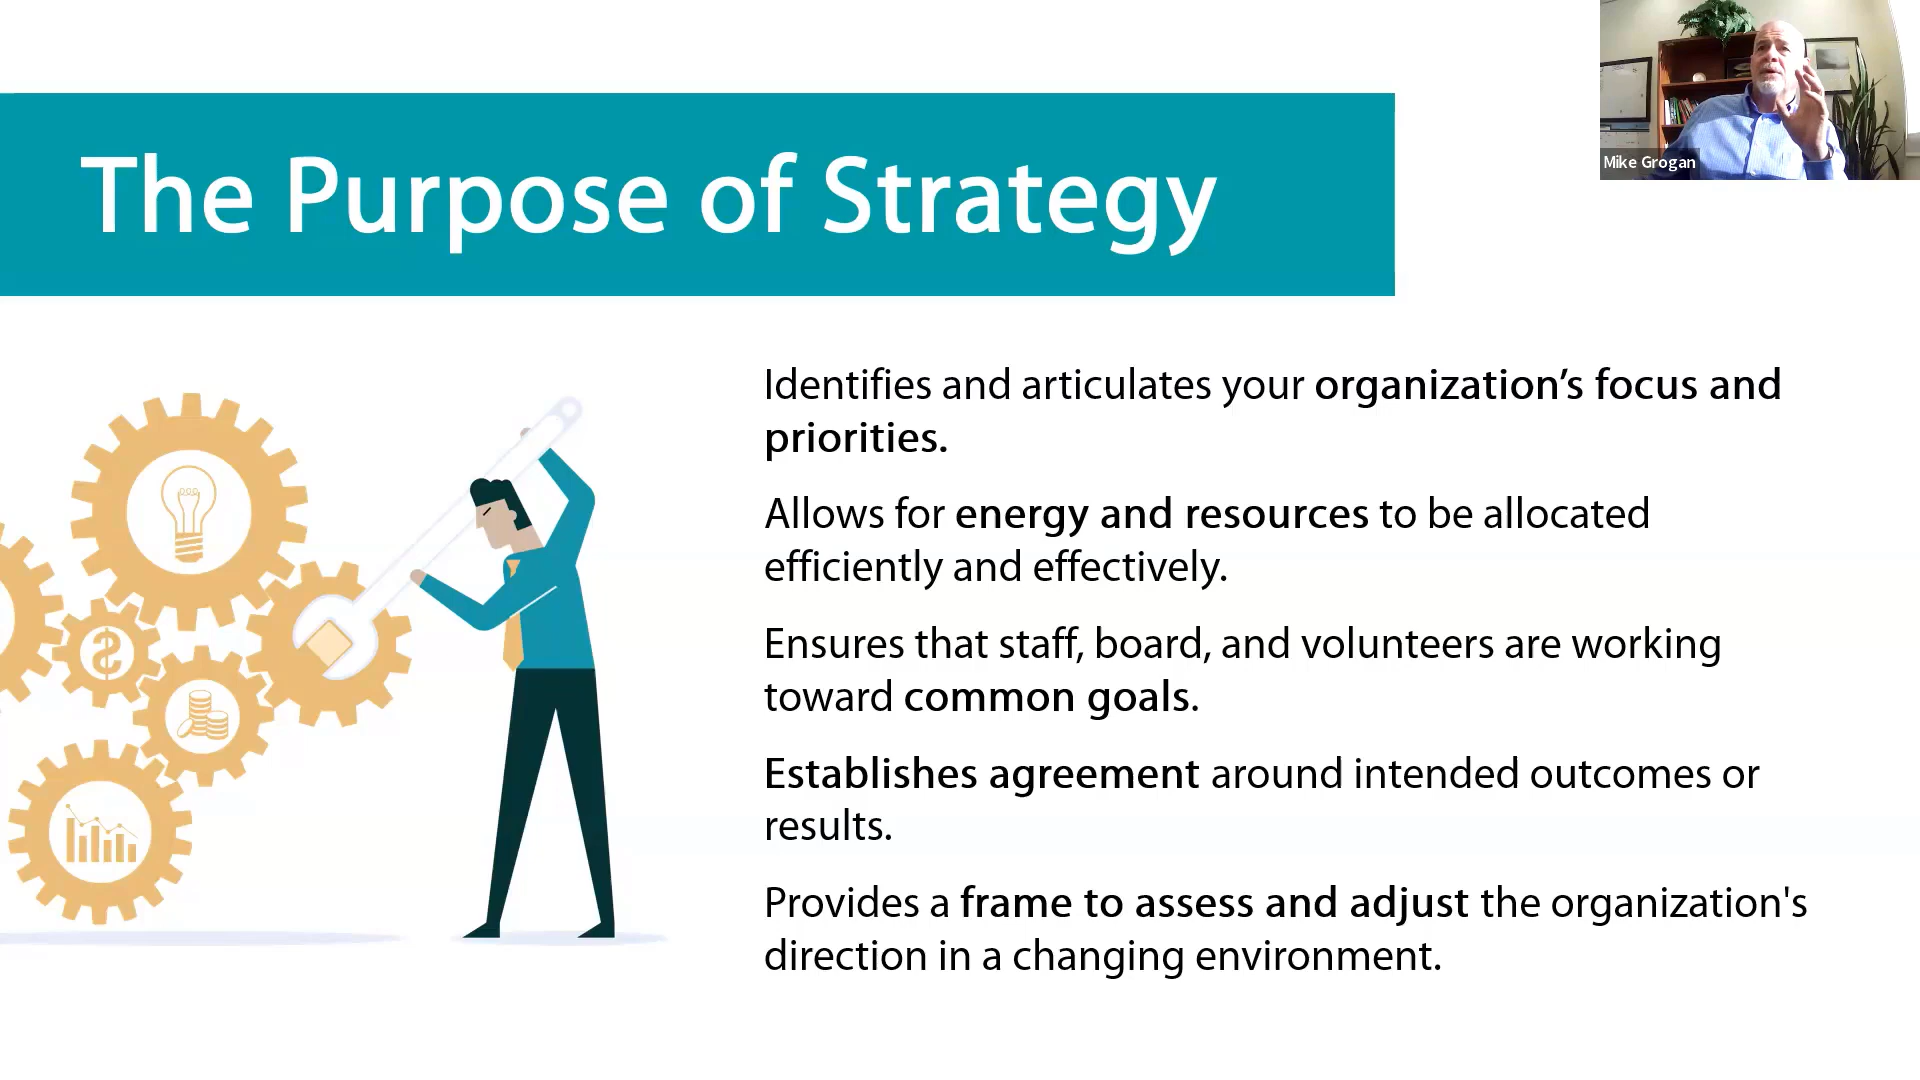 The Purpose of Strategy
Mike Grogan
Identifies and articulates your organization’s focus and
priorities.
Allows for energy and resources to be allocated
efficiently and effectively.
Ensures that staff, board, and volunteers are working
toward common goals.
Establishes agreement around intended outcomes or
results.
Provides a frame to assess and adjust the organization's
direction in a changing environment.
$